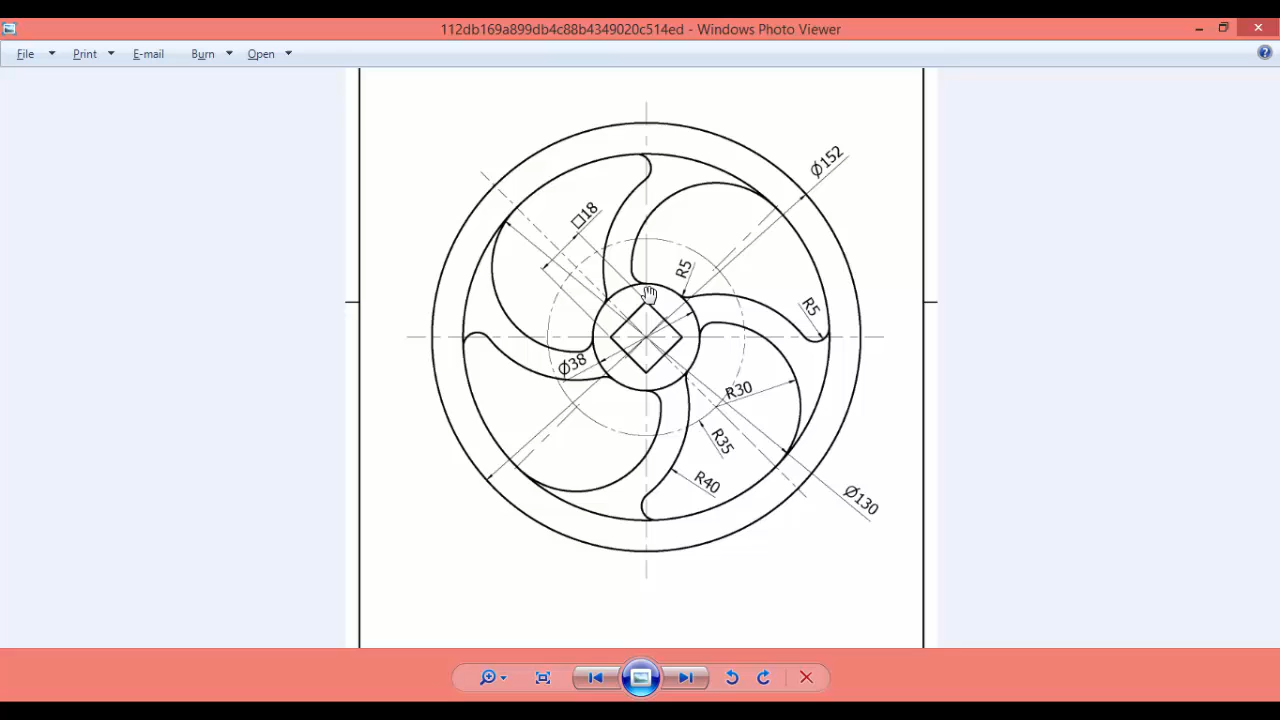 112db169a899db4c88b4349020c514ed - Windows Photo Viewer
File Print E-mail Burn Open
Ø152
□18
R5
R5
Ø38
R30
R35
R40
Ø130